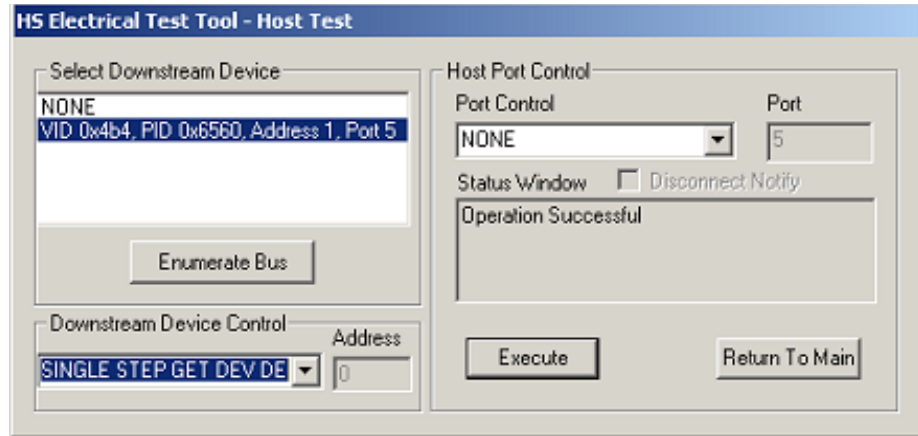 HS Electrical Test Tool - Host Test
Select Downstream Device
NONE
VID 0x4b4, PID 0x6560, Address 1, Port 5
Enumerate Bus
Downstream Device Control
Address
SINGLE STEP GET DEV DE
0
Host Port Control
Port Control
Port
NONE
5
Status Window
Disconnect Notify
Operation Successful
Execute
Return To Main